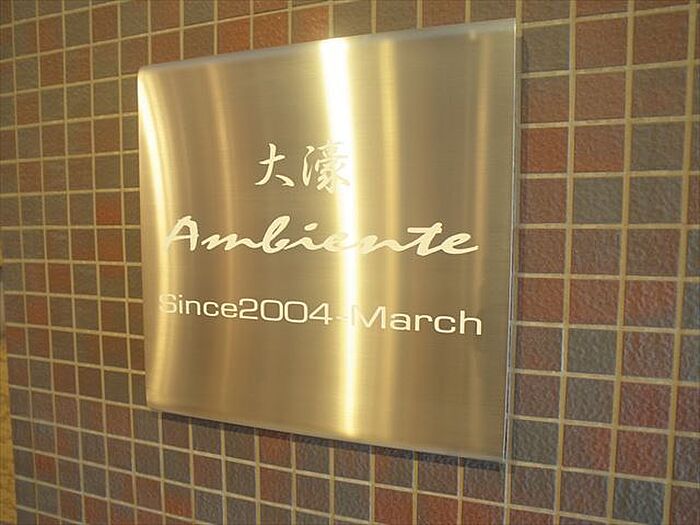 大濠
Ambiente
Since2004-March